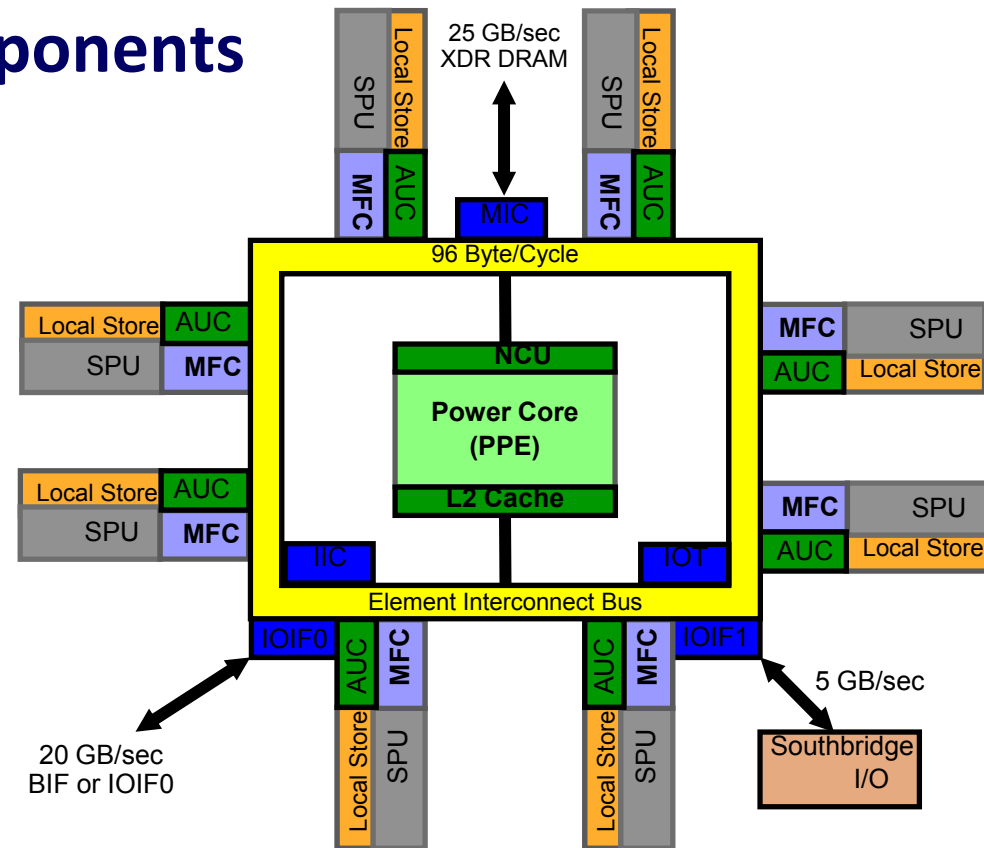 ponents
25 GB/sec
XDR DRAM
SPU
Local Store
MFC
AUC
SPU
Local Store
MFC
AUC
MIC
96 Byte/Cycle
Local Store
AUC
SPU
MFC
MFC
SPU
AUC
Local Store
NCU
Power Core
(PPE)
L2 Cache
Local Store
AUC
SPU
MFC
MFC
SPU
AUC
Local Store
IIC
IOT
Element Interconnect Bus
IOIF0
AUC
MFC
Local Store
SPU
AUC
MFC
Local Store
SPU
IOIF1
5 GB/sec
20 GB/sec
BIF or IOIF0
Southbridge
I/O